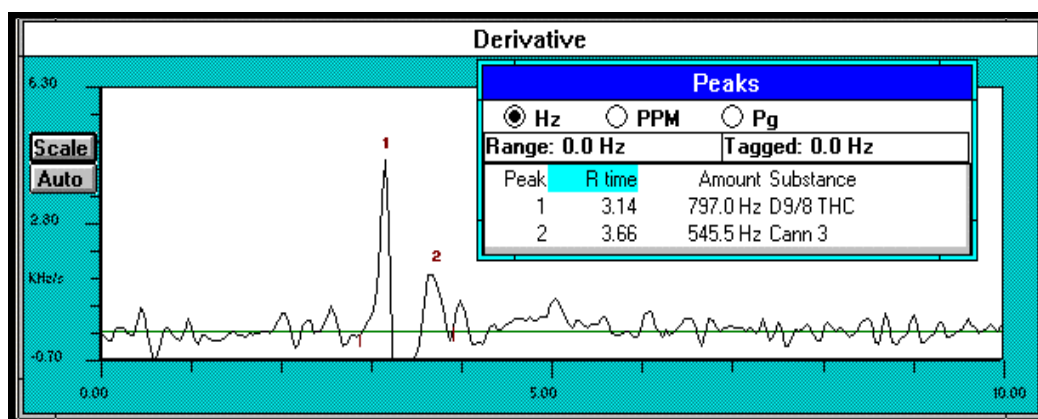 Derivative
6.30
Peaks
Hz PPM Pg
Range: 0.0 Hz Tagged: 0.0 Hz
Peak R time Amount Substance
1 3.14 797.0 Hz D9/8 THC
2 3.66 545.5 Hz Cann 3
Scale
Auto
1
2.80
2
KHz/s
-0.70
0.00 5.00 10.00